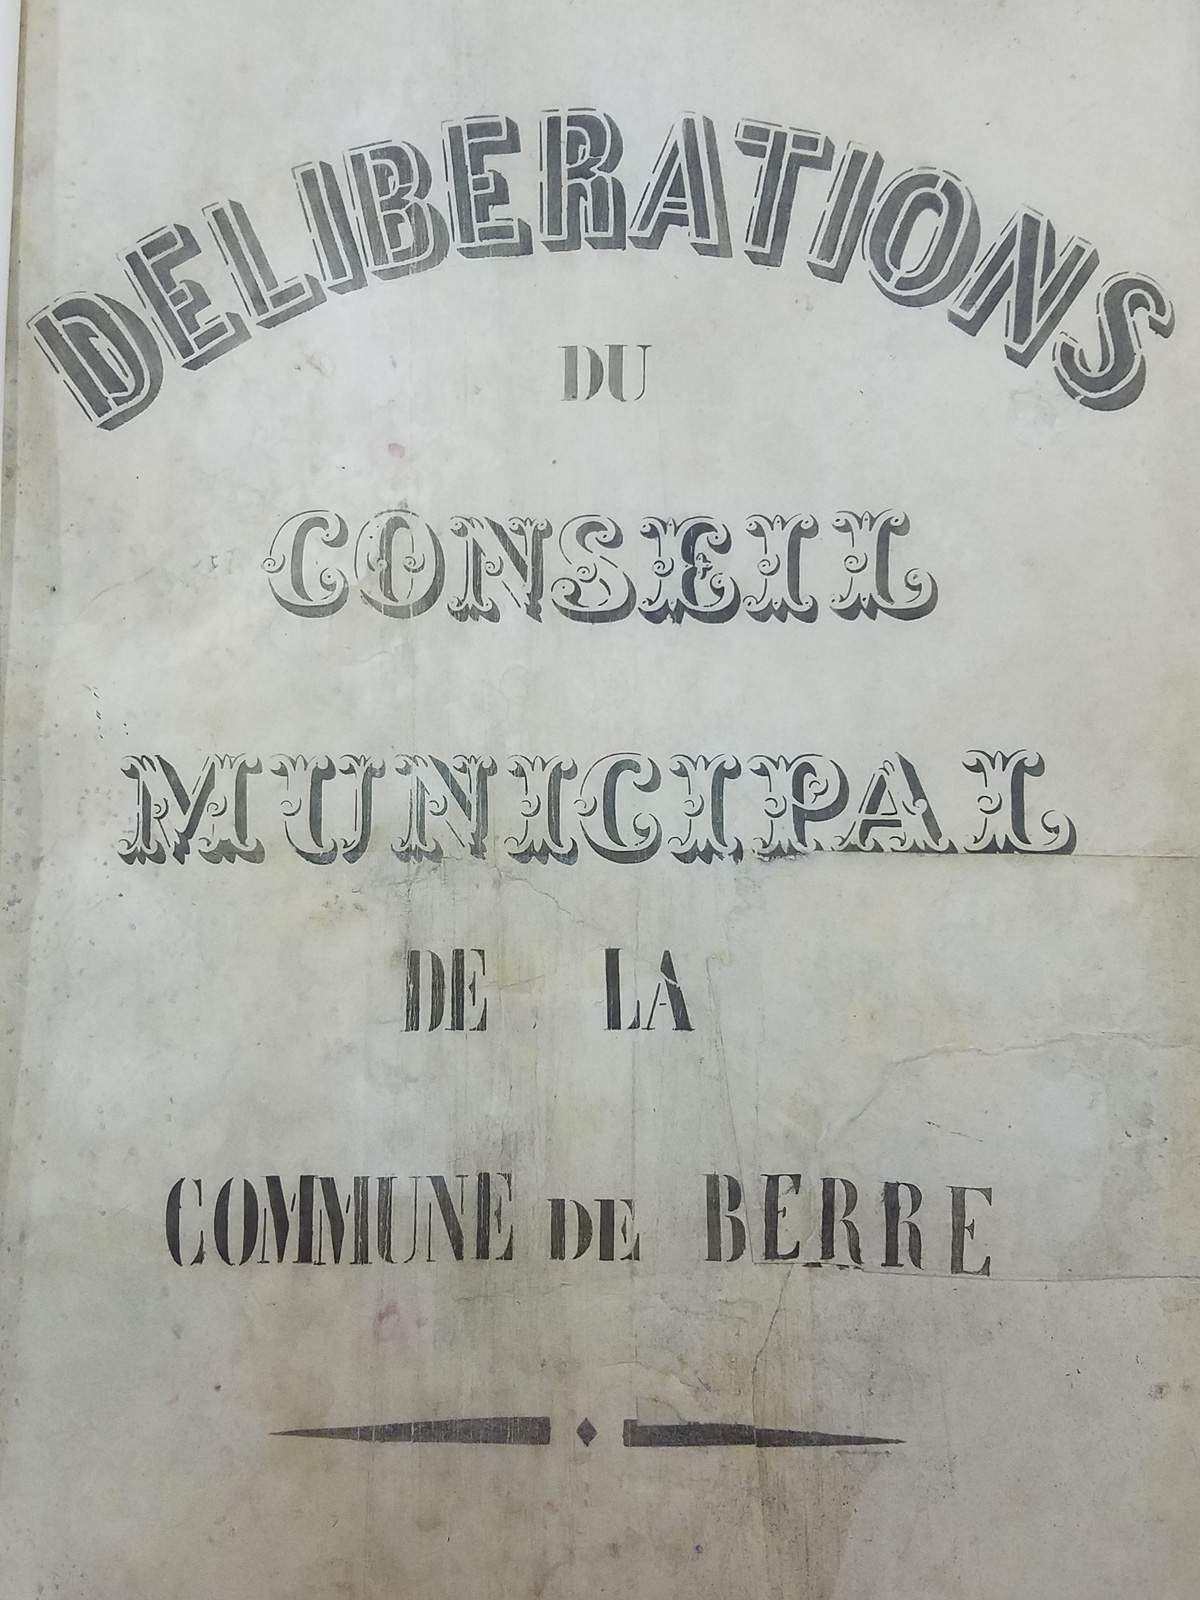 DELIBERATIONS
DU
CONSEIL
MUNICIPAL
DE LA
COMMUNE DE BERRE